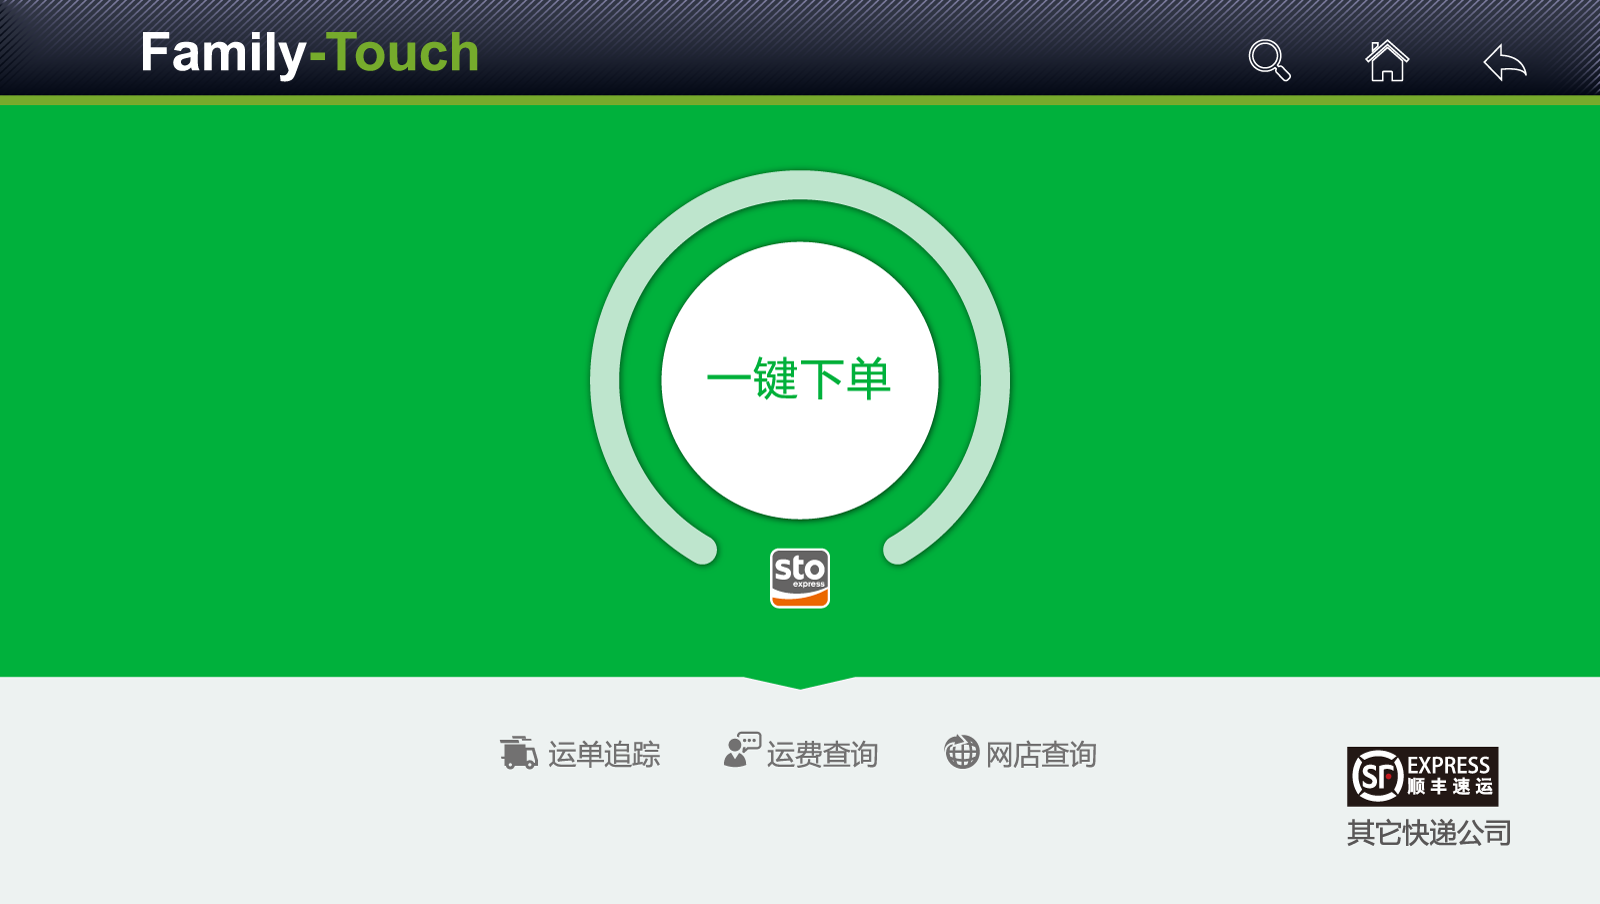 Family-Touch
一键下单
sto
express
运单追踪
运费查询
网店查询
SF EXPRESS
顺丰速运
其它快递公司